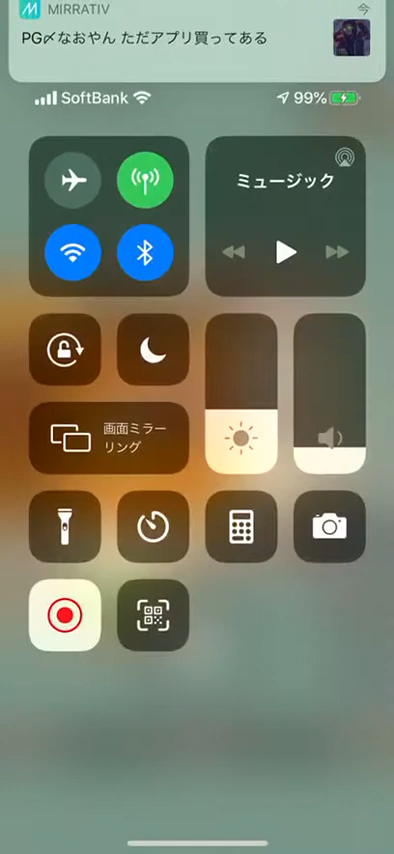 MIRRATIV 今
PG〆なおやん ただアプリ買ってある
SoftBank 99%
ミュージック
画面ミラー
リング